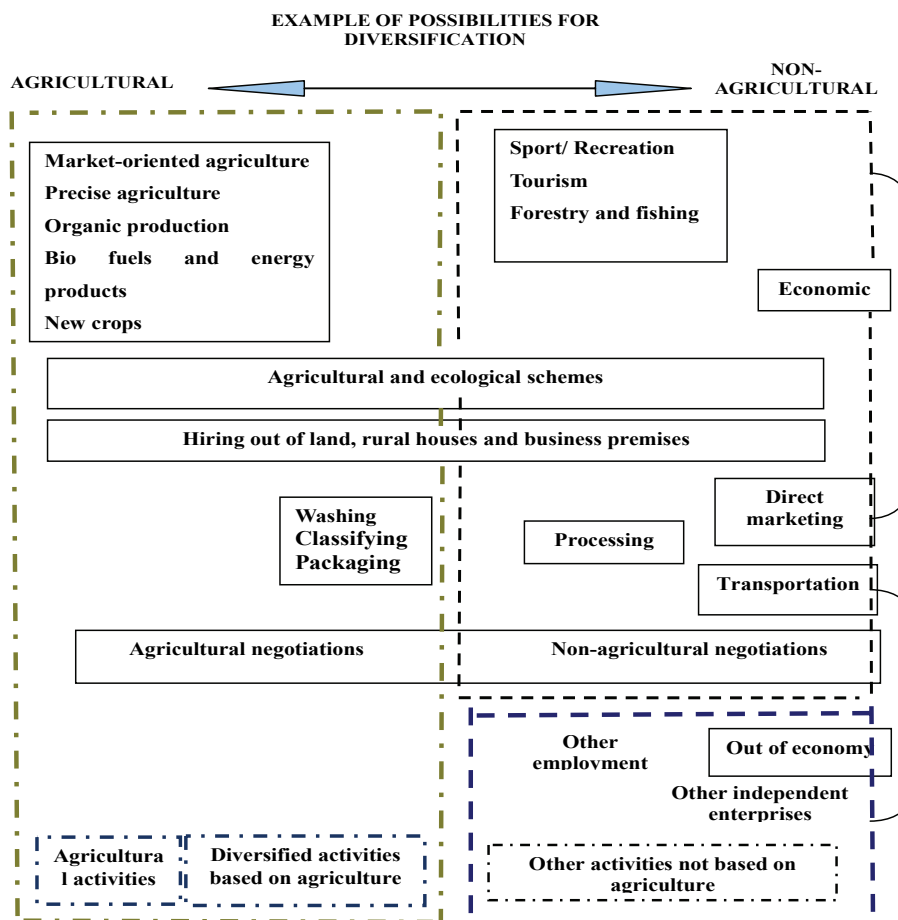 EXAMPLE OF POSSIBILITIES FOR
DIVERSIFICATION
AGRICULTURAL
NON-
AGRICULTURAL
Market-oriented agriculture
Precise agriculture
Organic production
Bio fuels and energy
products
New crops
Sport/ Recreation
Tourism
Forestry and fishing
Economic
Agricultural and ecological schemes
Hiring out of land, rural houses and business premises
Washing
Classifying
Packaging
Processing
Direct
marketing
Transportation
Agricultural negotiations
Non-agricultural negotiations
Other
employment
Out of economy
Other independent
enterprises
Agricultura
l activities
Diversified activities
based on agriculture
Other activities not based on
agriculture